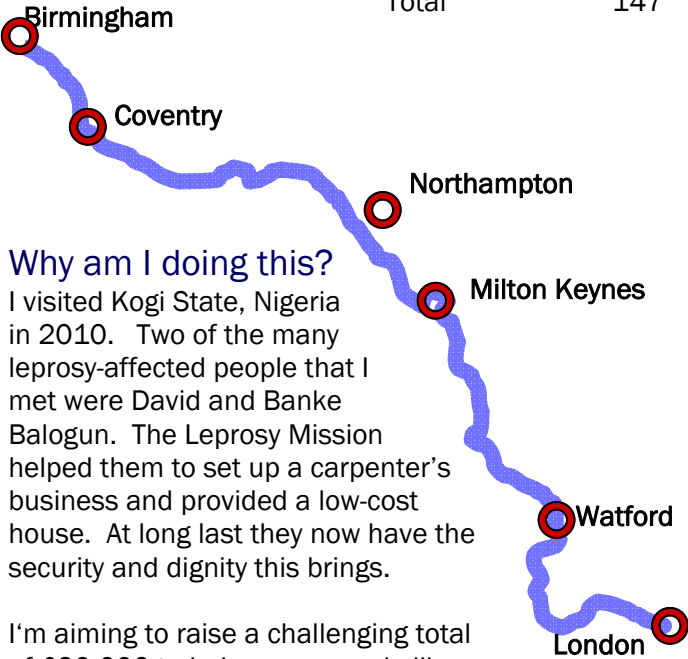 Total 147
Birmingham
Coventry
Northampton
Milton Keynes
Why am I doing this?
I visited Kogi State, Nigeria
in 2010. Two of the many
leprosy-affected people that I
met were David and Banke
Balogun. The Leprosy Mission
helped them to set up a carpenter’s
business and provided a low-cost
house. At long last they now have the
security and dignity this brings.
Watford
I‘m aiming to raise a challenging total
London